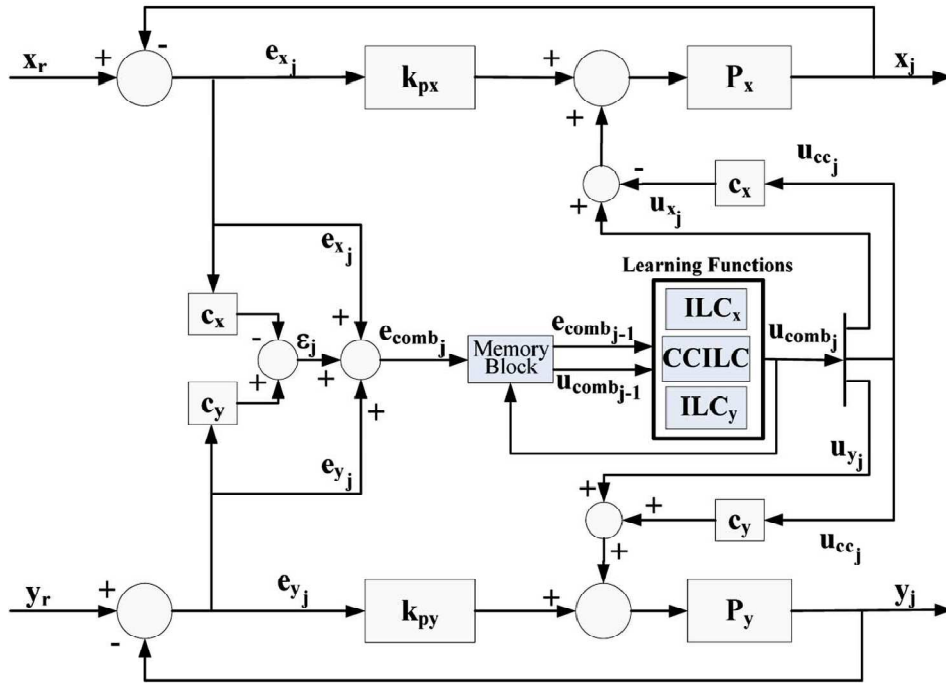 x_r + - e_x_j k_px + P_x x_j
+
u_cc_j
- c_x
+ u_x_j
e_x_j
Learning Functions
c_x + ILC_x
- ε_j e_comb_j e_comb_j-1 u_comb_j
+ + Memory Block CCILC
c_y + u_comb_j-1 ILC_y
e_y_j u_y_j
+ + c_y
+ u_cc_j
y_r + - e_y_j k_py + P_y y_j